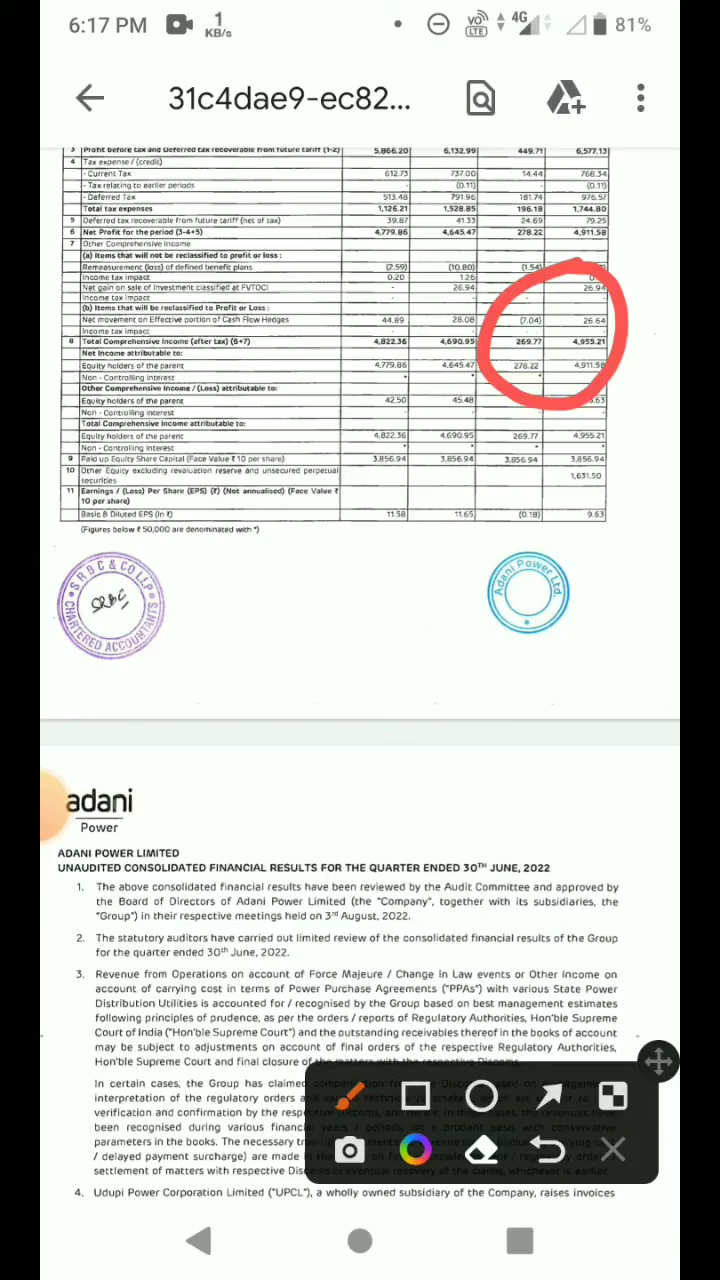 6:17 PM 1 KB/s VO LTE 4G 81%
31c4dae9-ec82...
3 Profit before tax and Deferred tax recoverable from future tariff (1-2) 5,866.20 6,132.99 449.71 6,577.13
4 Tax expense / (credit)
- Current Tax 612.73 737.00 14.44 768.34
- Tax relating to earlier periods - (0.11) - (0.11)
- Deferred Tax 513.48 791.96 181.74 976.57
Total tax expenses 1,126.21 1,528.85 196.18 1,744.80
5 Deferred tax recoverable from future tariff (net of tax) 39.87 41.33 24.69 79.25
6 Net Profit for the period (3-4+5) 4,779.86 4,645.47 278.22 4,911.58
7 Other Comprehensive Income
(a) Items that will not be reclassified to profit or loss :
Remeasurement (loss) of defined benefit plans (2.59) (10.80) (1.54)
Income tax impact 0.20 1.26
Net gain on sale of Investment classified at FVTOCI - 26.94 - 26.94
Income tax impact - - - -
(b) Items that will be reclassified to Profit or Loss :
Net movement on Effective portion of Cash Flow Hedges 44.89 28.08 (7.04) 26.64
Income tax impact - - - -
8 Total Comprehensive Income (after tax) (6+7) 4,822.36 4,690.95 269.77 4,955.21
Net Income attributable to:
Equity holders of the parent 4,779.86 4,645.47 278.22 4,911.58
Non - Controlling interest * * *
Other Comprehensive Income / (Loss) attributable to:
Equity holders of the parent 42.50 45.48 3.63
Non - Controlling interest - - - -
Total Comprehensive Income attributable to:
Equity holders of the parent 4,822.36 4,690.95 269.77 4,955.21
Non - Controlling interest * * * *
9 Paid up Equity Share Capital (Face Value ₹ 10 per share) 3,856.94 3,856.94 3,856.94 3,856.94
10 Other Equity excluding revaluation reserve and unsecured perpetual
securities 1,631.50
11 Earnings / (Loss) Per Share (EPS) (₹) (Not annualised) (Face Value ₹
10 per share)
Basic & Diluted EPS (In ₹) 11.58 11.65 (0.18) 9.63
(Figures below ₹ 50,000 are denominated with *)
SRBC & CO LLP CHARTERED ACCOUNTANTS
SRBC
Adani Power Ltd.
adani
Power
ADANI POWER LIMITED
UNAUDITED CONSOLIDATED FINANCIAL RESULTS FOR THE QUARTER ENDED 30TH JUNE, 2022
1. The above consolidated financial results have been reviewed by the Audit Committee and approved by
the Board of Directors of Adani Power Limited (the "Company", together with its subsidiaries, the
"Group") in their respective meetings held on 3rd August, 2022.
2. The statutory auditors have carried out limited review of the consolidated financial results of the Group
for the quarter ended 30th June, 2022.
3. Revenue from Operations on account of Force Majeure / Change in Law events or Other Income on
account of carrying cost in terms of Power Purchase Agreements ("PPAs") with various State Power
Distribution Utilities is accounted for / recognised by the Group based on best management estimates
following principles of prudence, as per the orders / reports of Regulatory Authorities, Hon'ble Supreme
Court of India ("Hon'ble Supreme Court") and the outstanding receivables thereof in the books of account
may be subject to adjustments on account of final orders of the respective Regulatory Authorities,
Hon'ble Supreme Court and final closure of the matters with the respective Discoms.
In certain cases, the Group has claimed
interpretation of the regulatory orders
verification and confirmation by the
been recognised during various
parameters in the books. The necessary
/ delayed payment surcharge) are made
settlement of matters with respective eventual recovery of the claims, whichever is earlier.
4. Udupi Power Corporation Limited ("UPCL"), a wholly owned subsidiary of the Company, raises invoices